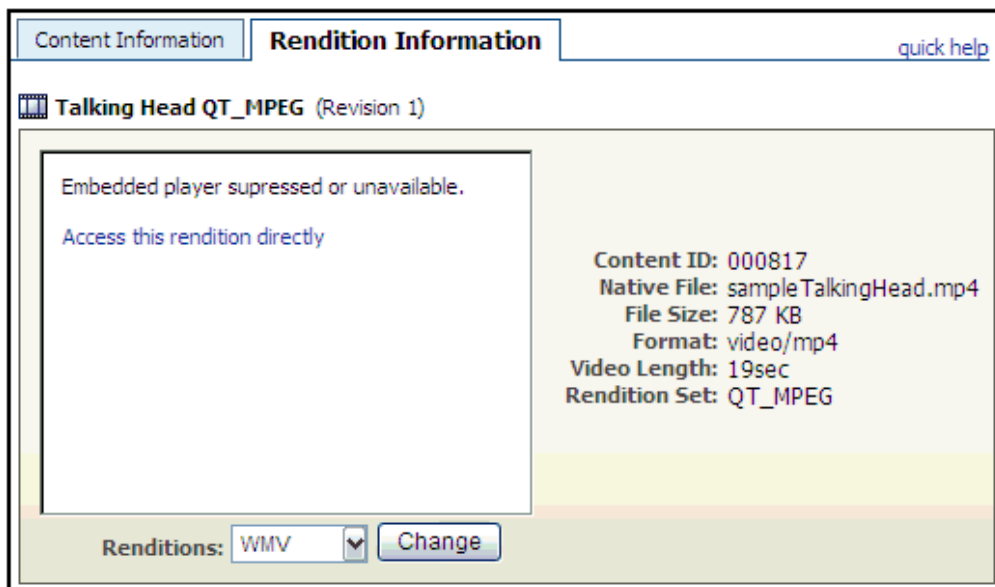 Content Information
Rendition Information
quick help
Talking Head QT_MPEG (Revision 1)
Embedded player supressed or unavailable.
Access this rendition directly
Content ID: 000817
Native File: sampleTalkingHead.mp4
File Size: 787 KB
Format: video/mp4
Video Length: 19sec
Rendition Set: QT_MPEG
Renditions: WMV Change